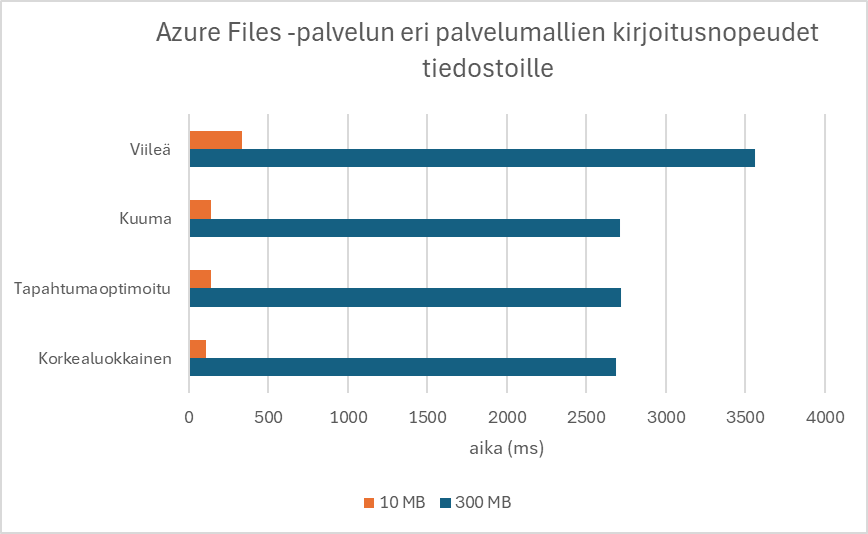 Azure Files -palvelun eri palvelumallien kirjoitusnopeudet
tiedostoille
Viileä
Kuuma
Tapahtumaoptimoitu
Korkealuokkainen
0 500 1000 1500 2000 2500 3000 3500 4000
aika (ms)
10 MB 300 MB